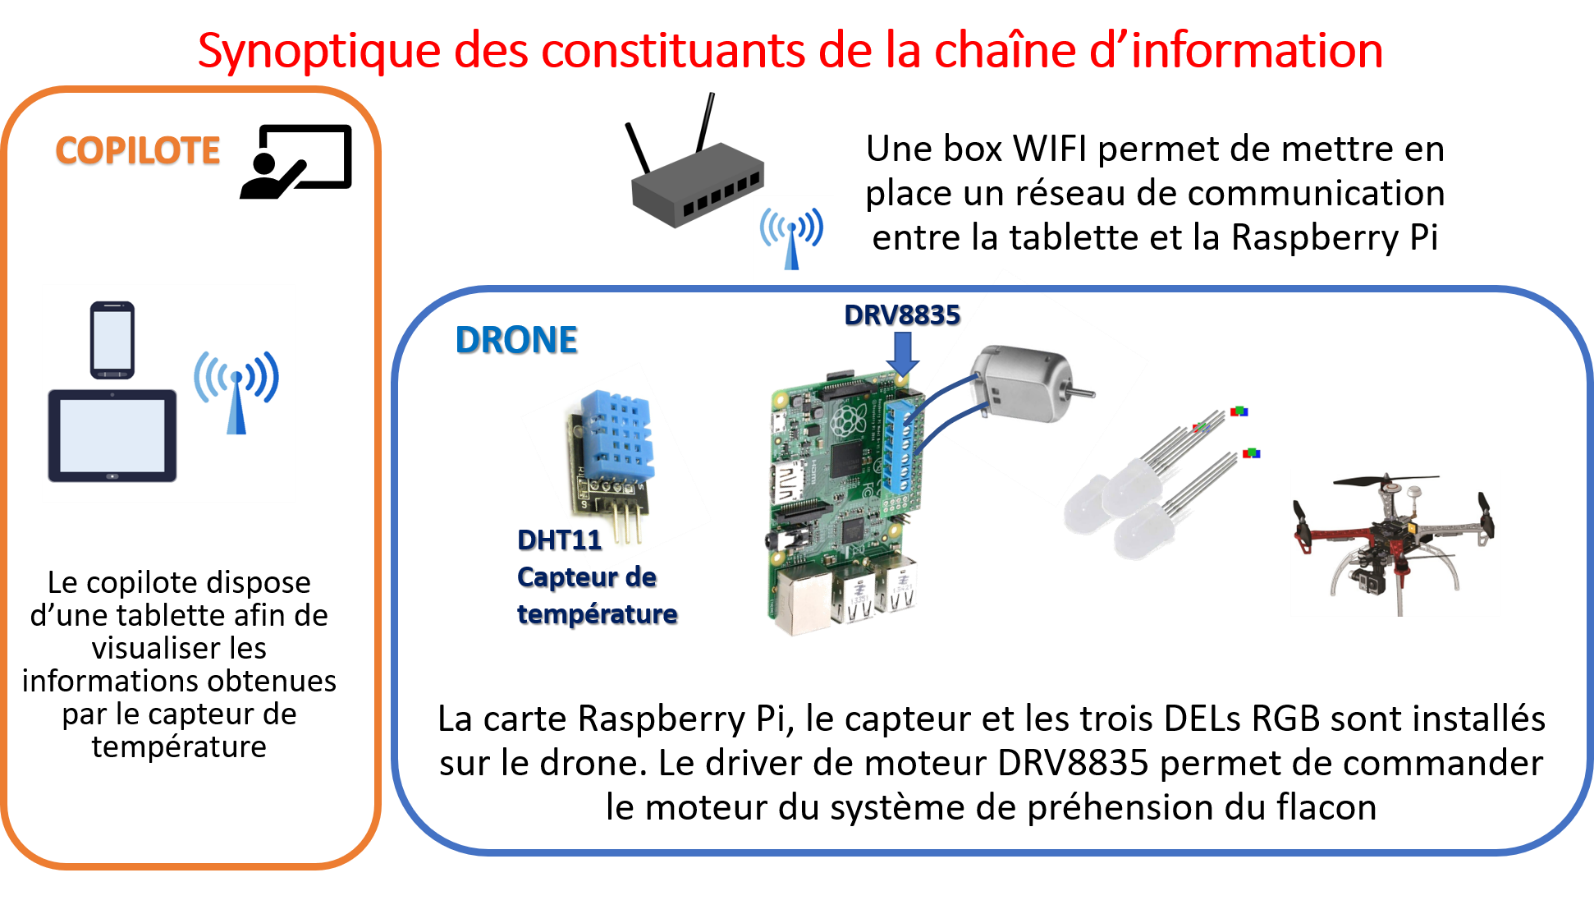 Synoptique des constituants de la chaîne d’information
COPILOTE
Une box WIFI permet de mettre en
place un réseau de communication
entre la tablette et la Raspberry Pi
DRV8835
DRONE
DHT11
Capteur de
température
Le copilote dispose
d’une tablette afin de
visualiser les
informations obtenues
par le capteur de
température
La carte Raspberry Pi, le capteur et les trois DELs RGB sont installés
sur le drone. Le driver de moteur DRV8835 permet de commander
le moteur du système de préhension du flacon